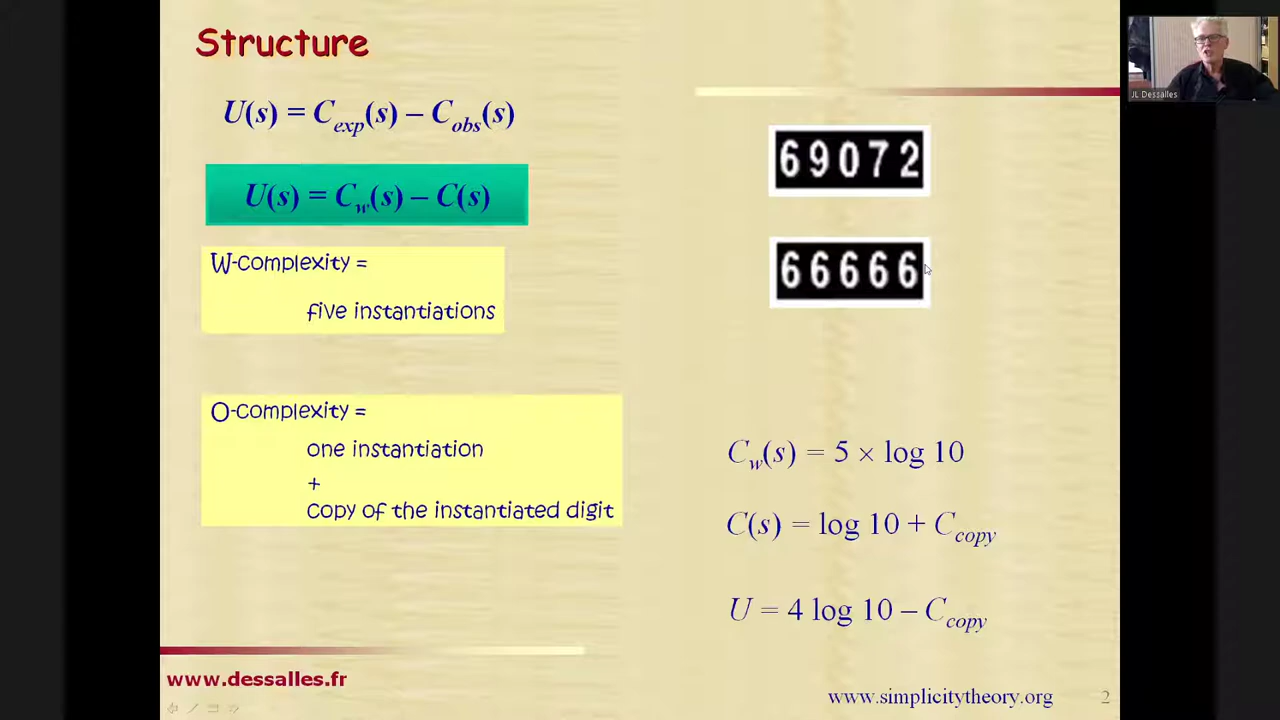 Structure
U(s) = C_exp(s) – C_obs(s)
U(s) = C_w(s) – C(s)
W-complexity =
five instantiations
O-complexity =
one instantiation
+
copy of the instantiated digit
69072
66666
C_w(s) = 5 × log 10
C(s) = log 10 + C_copy
U = 4 log 10 – C_copy
www.dessalles.fr
www.simplicitytheory.org
2
JL Dessalles